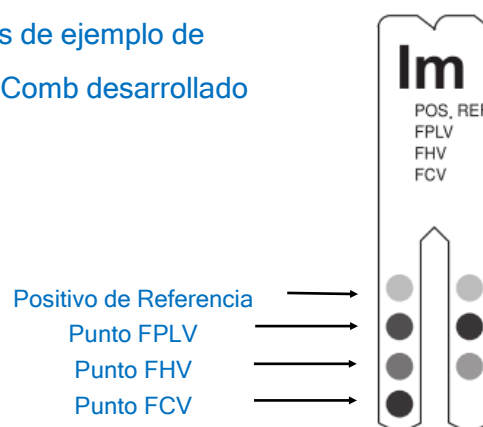 s de ejemplo de
Comb desarrollado
Im
POS. REF
FPLV
FHV
FCV
Positivo de Referencia
Punto FPLV
Punto FHV
Punto FCV